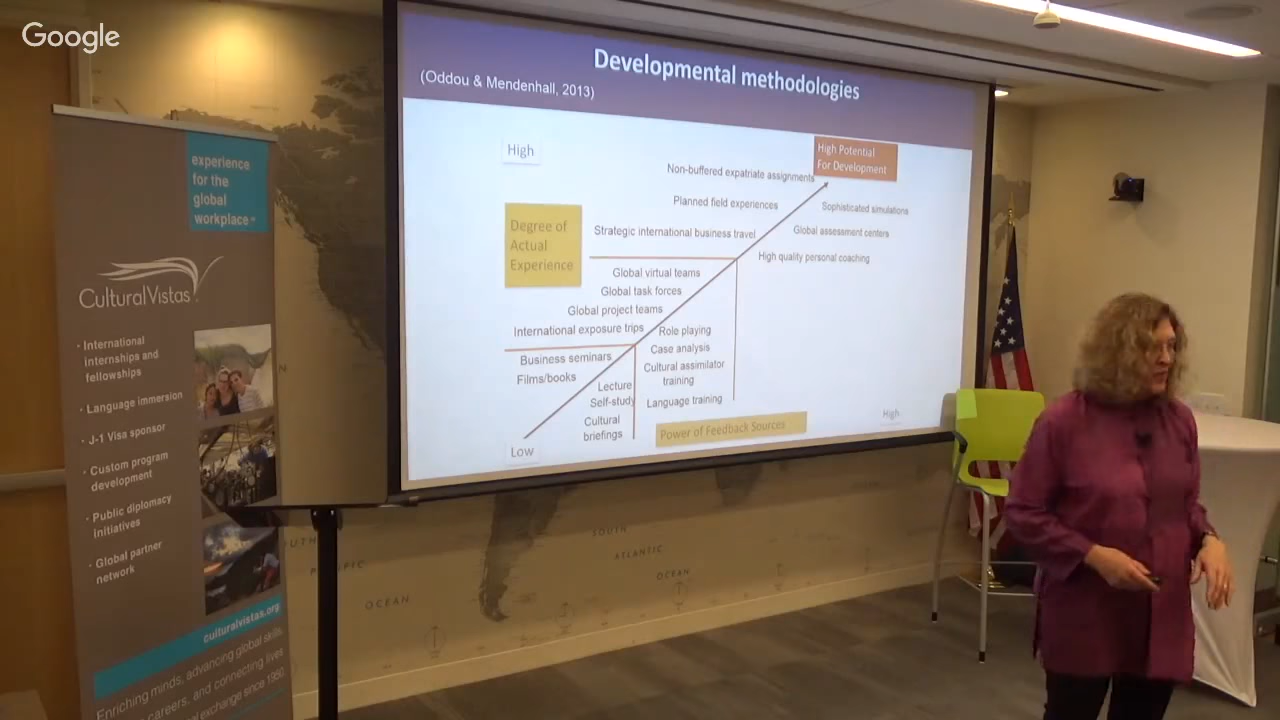 Google
experience
for the
global
workplace
CulturalVistas
· International
internships and
fellowships
· Language immersion
· J-1 Visa sponsor
· Custom program
development
· Public diplomacy
initiatives
· Global partner
network
culturalvistas.org
Enriching minds, advancing global skills,
careers, and connecting lives
exchange since 1960
Developmental methodologies
(Oddou & Mendenhall, 2013)
High
High Potential
For Development
Non-buffered expatriate assignments
Planned field experiences
Sophisticated simulations
Degree of
Actual
Experience
Strategic international business travel
Global assessment centers
High quality personal coaching
Global virtual teams
Global task forces
Global project teams
International exposure trips
Role playing
Business seminars
Case analysis
Films/books
Cultural assimilator
training
Lecture
Self-study
Language training
Cultural
briefings
Power of Feedback Sources
High
Low
SOUTH
ATLANTIC
OCEAN
PACIFIC
OCEAN